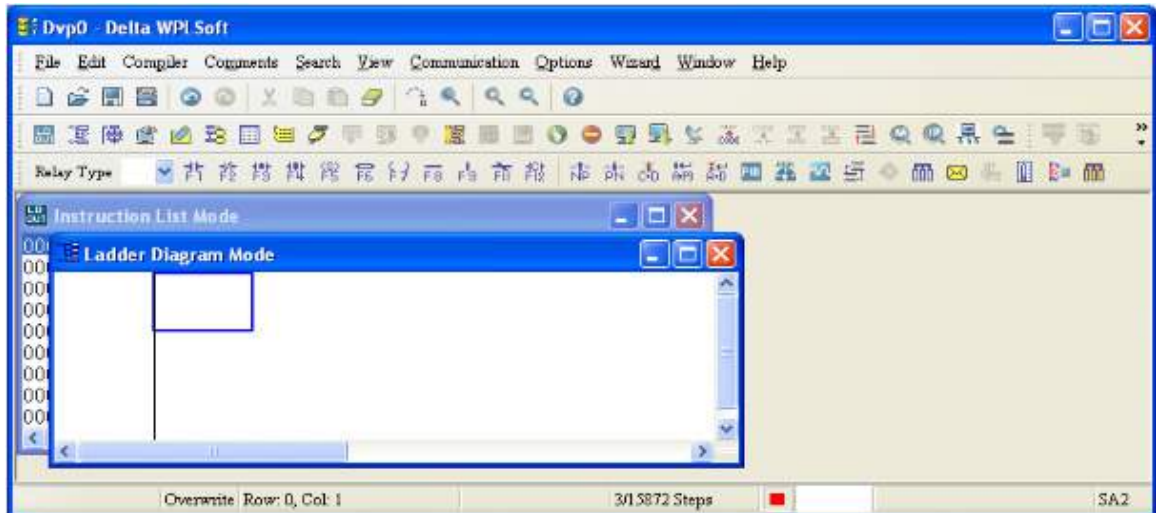 Dvp0 - Delta WPLSoft
File Edit Compiler Comments Search View Communication Options Wizard Window Help
Relay Type
Instruction List Mode
Ladder Diagram Mode
Overwrite Row: 0, Col: 1 3/15872 Steps SA2